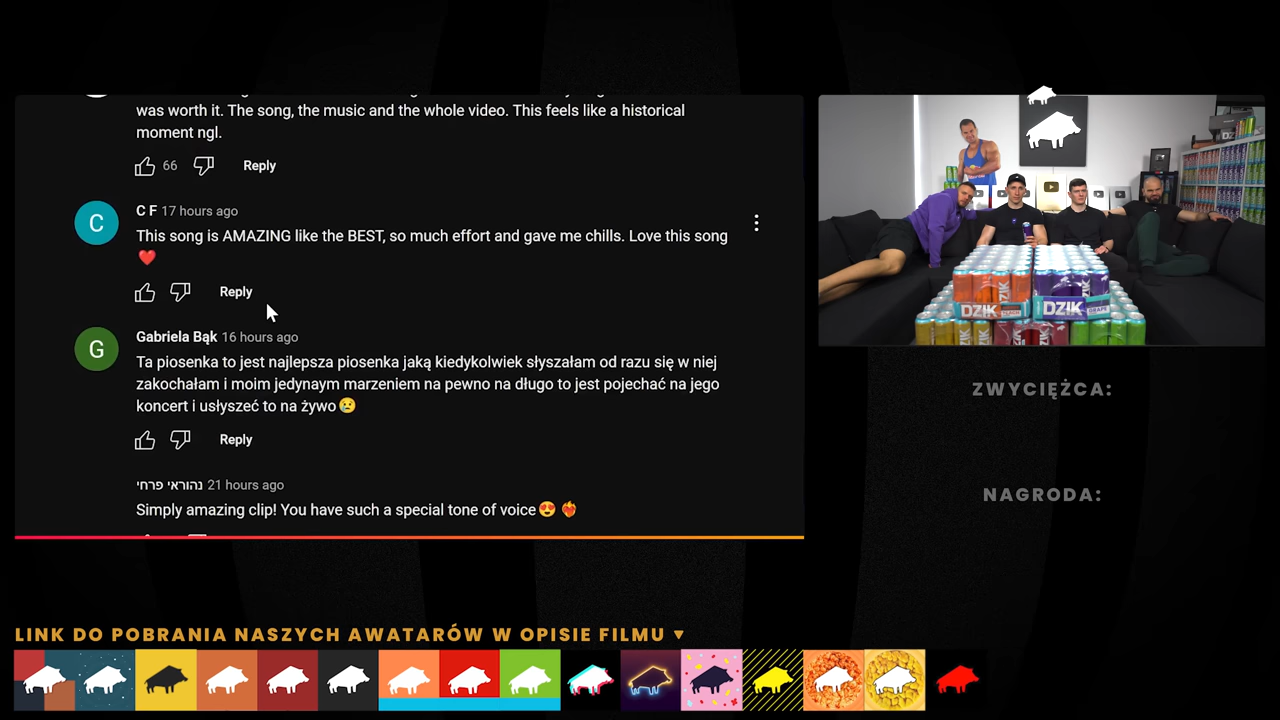 was worth it. The song, the music and the whole video. This feels like a historical
moment ngl.
66
Reply
C
C F 17 hours ago
This song is AMAZING like the BEST, so much effort and gave me chills. Love this song
❤️
Reply
G
Gabriela Bąk 16 hours ago
Ta piosenka to jest najlepsza piosenka jaką kiedykolwiek słyszałam od razu się w niej
zakochałam i moim jedynaym marzeniem na pewno na długo to jest pojechać na jego
koncert i usłyszeć to na żywo😢
Reply
נהוראי פרחי 21 hours ago
Simply amazing clip! You have such a special tone of voice😍 ❤️‍🔥
DZIK
DZIK
GRAPE
ZWYCIĘZCA:
NAGRODA:
LINK DO POBRANIA NASZYCH AWATARÓW W OPISIE FILMU ▼